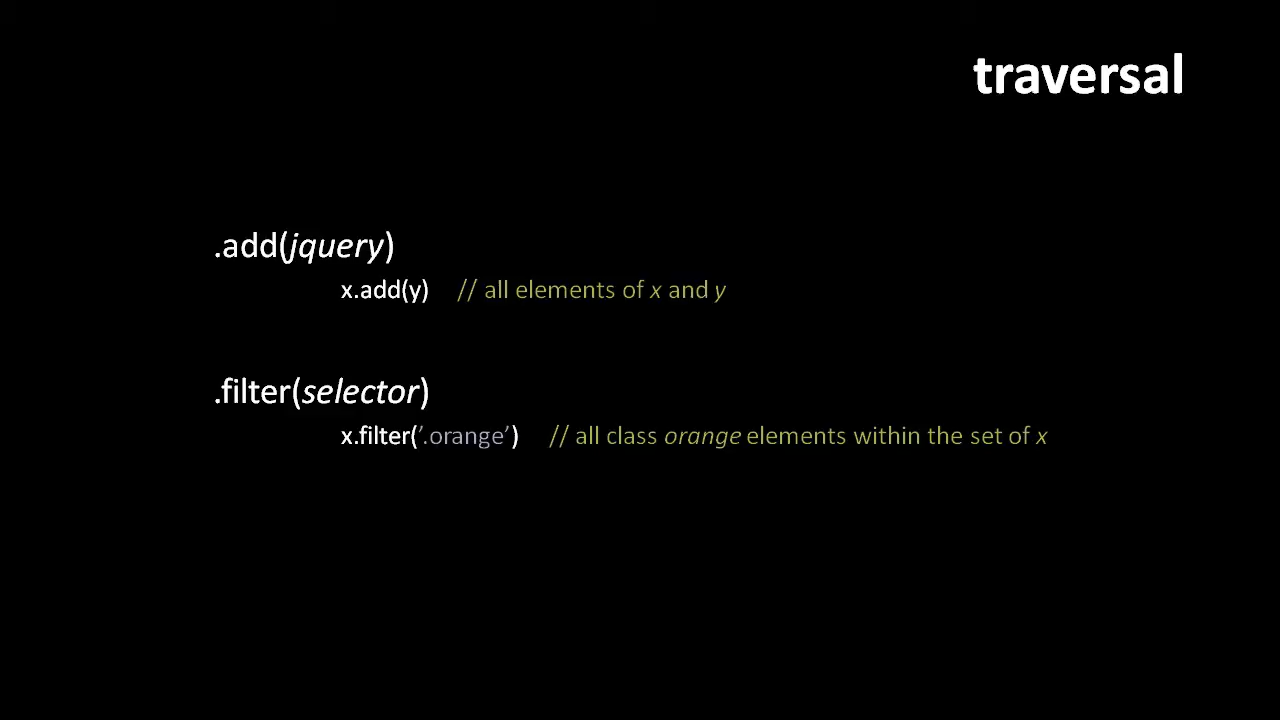 traversal
.add(jquery)
x.add(y) // all elements of x and y
.filter(selector)
x.filter(’.orange’) // all class orange elements within the set of x